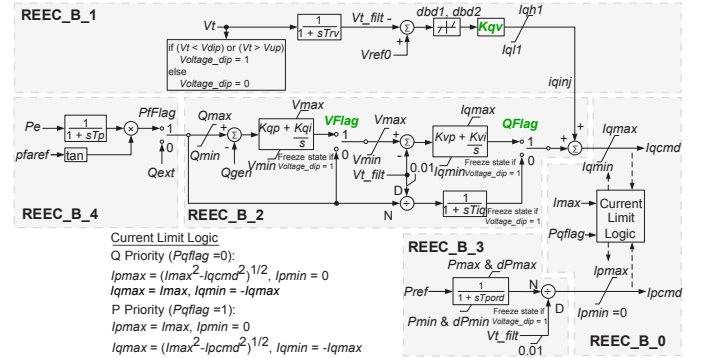 REEC_B_1
Vt
1
1 + sTrv
Vt_filt -
Σ
+
Vref0
dbd1, dbd2
Kqv
Iqh1
Iql1
if (Vt < Vdip) or (Vt > Vup)
Voltage_dip = 1
else
Voltage_dip = 0
iqinj
Pe
1
1 + sTp
×
PfFlag
1
0
pfaref
tan
Qext
REEC_B_4
Qmax
Qmin
+
Σ
-
Qgen
Vmax
Kqp + Kqi
s
Vmin
Freeze state if
Voltage_dip = 1
VFlag
1
0
Vmax
Vmin
+
Σ
-
Vt_filt
0.01
Iqmax
Kvp + Kvi
s
Iqmin
Freeze state if
Voltage_dip = 1
QFlag
1
0
+
+
Σ
D
N
÷
1
1 + sTiq
Freeze state if
Voltage_dip = 1
REEC_B_2
Iqmax
Iqmin
Iqcmd
Imax
Pqflag
Current
Limit
Logic
Ipmax
Ipmin =0
Ipcmd
REEC_B_0
REEC_B_3
Pmax & dPmax
Pref
1
1 + sTpord
Pmin & dPmin
Freeze state if
Voltage_dip = 1
N
÷
D
Vt_filt
0.01
Current Limit Logic
Q Priority (Pqflag =0):
Ipmax = (Imax²-Iqcmd²)^1/2, Ipmin = 0
Iqmax = Imax, Iqmin = -Iqmax
P Priority (Pqflag =1):
Ipmax = Imax, Ipmin = 0
Iqmax = (Imax²-Ipcmd²)^1/2, Iqmin = -Iqmax